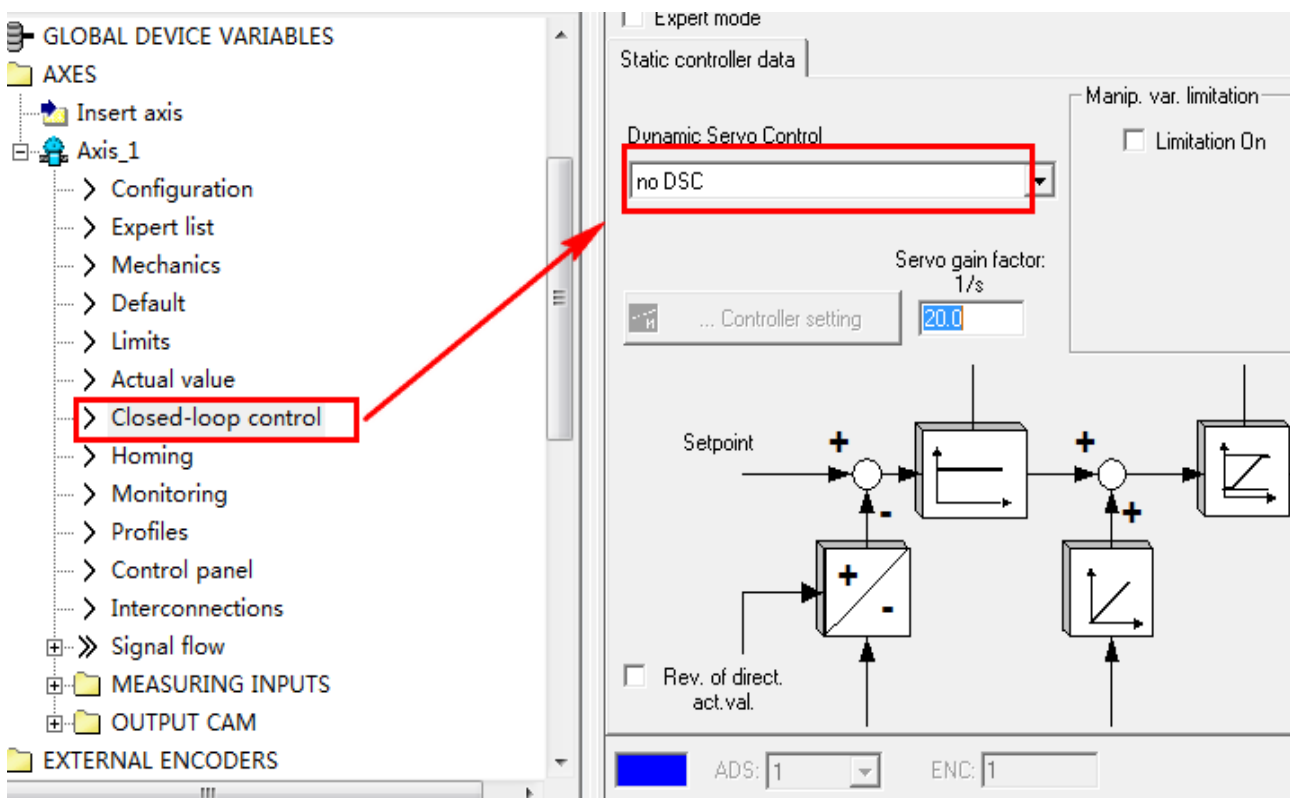 GLOBAL DEVICE VARIABLES
AXES
Insert axis
Axis_1
Configuration
Expert list
Mechanics
Default
Limits
Actual value
Closed-loop control
Homing
Monitoring
Profiles
Control panel
Interconnections
Signal flow
MEASURING INPUTS
OUTPUT CAM
EXTERNAL ENCODERS
Expert mode
Static controller data
Manip. var. limitation
Limitation On
Dynamic Servo Control
no DSC
Servo gain factor:
1/s
... Controller setting
20.0
Setpoint
+
+
-
+
+
-
Rev. of direct.
act.val.
ADS: 1
ENC: 1